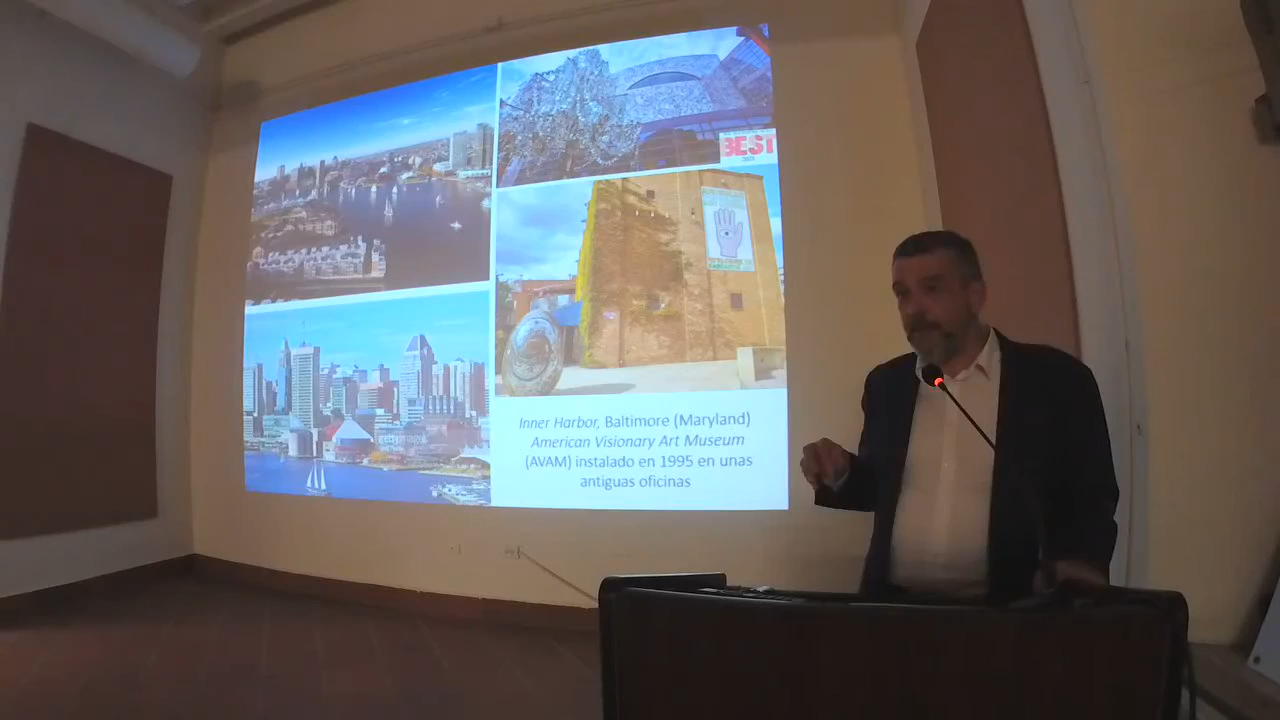 BEST
Inner Harbor, Baltimore (Maryland)
American Visionary Art Museum
(AVAM) instalado en 1995 en unas
antiguas oficinas